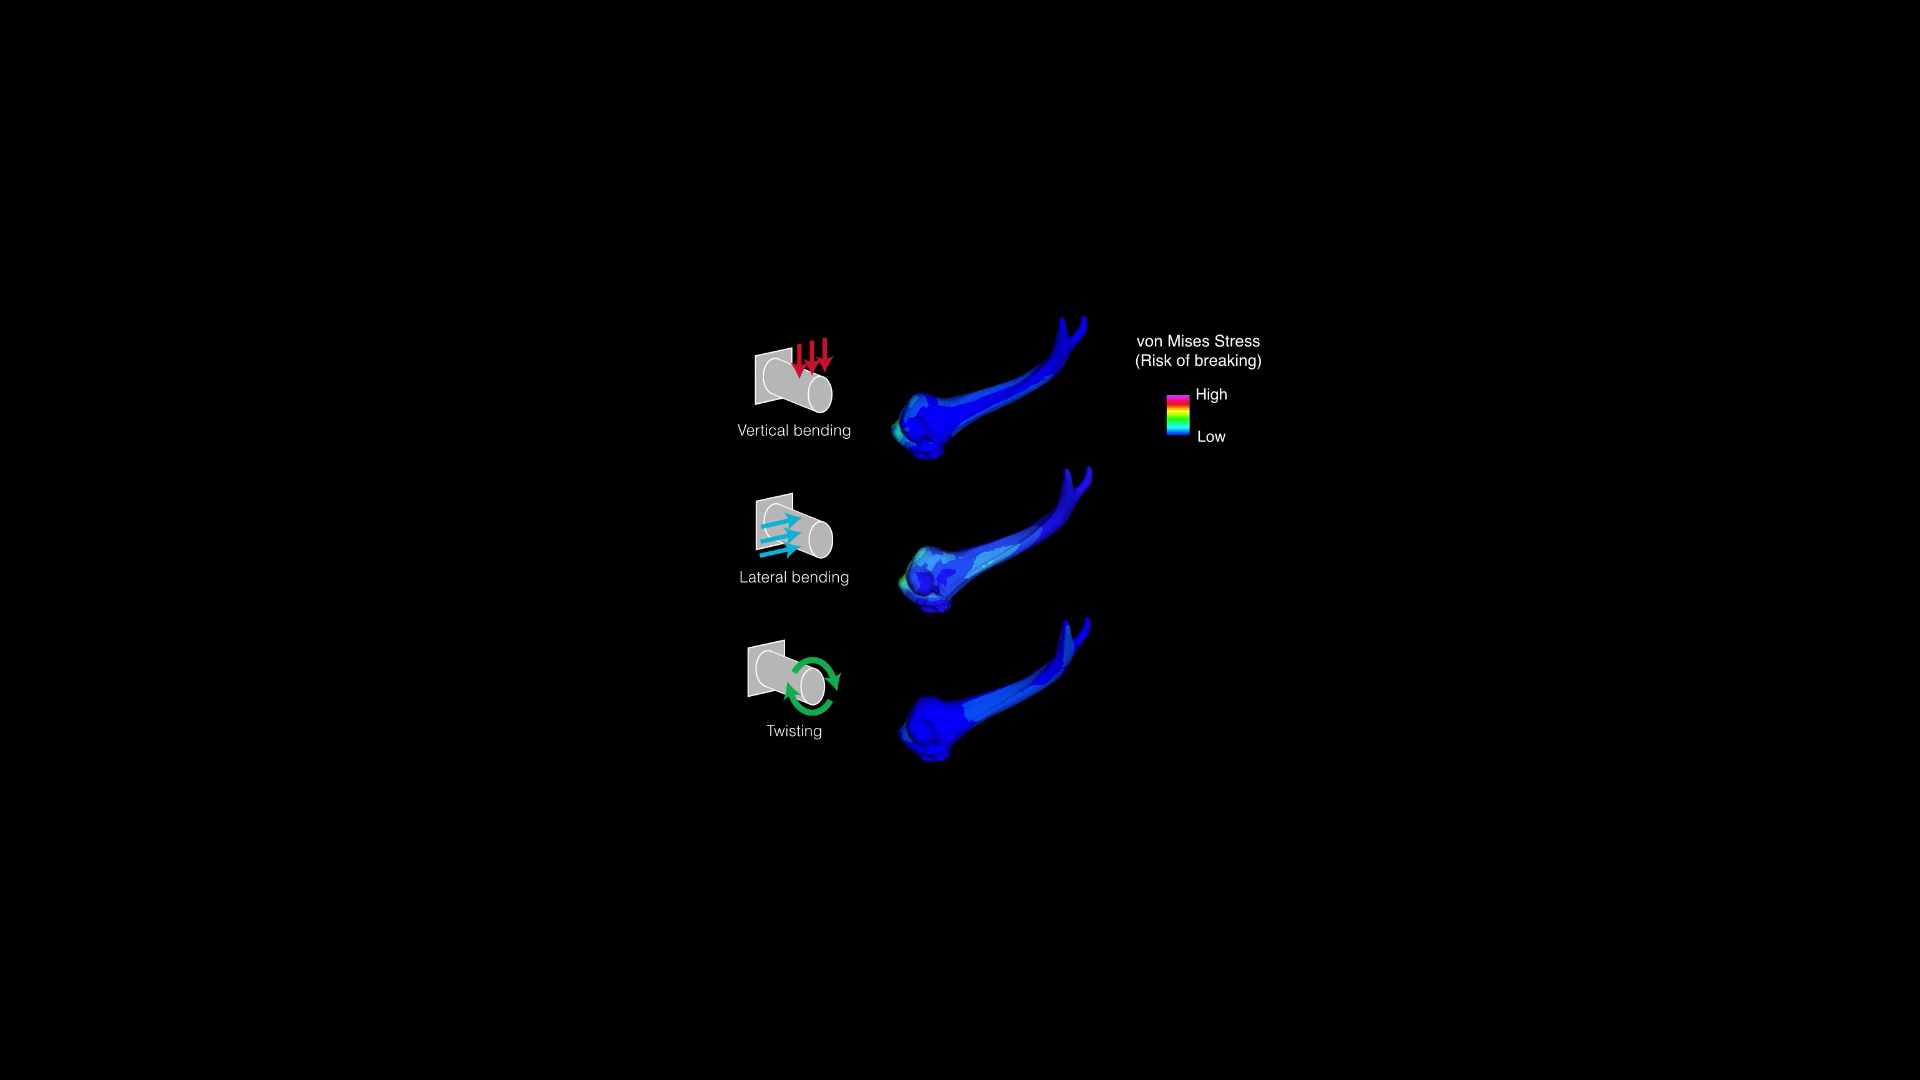 von Mises Stress
(Risk of breaking)
High
Low
Vertical bending
Lateral bending
Twisting